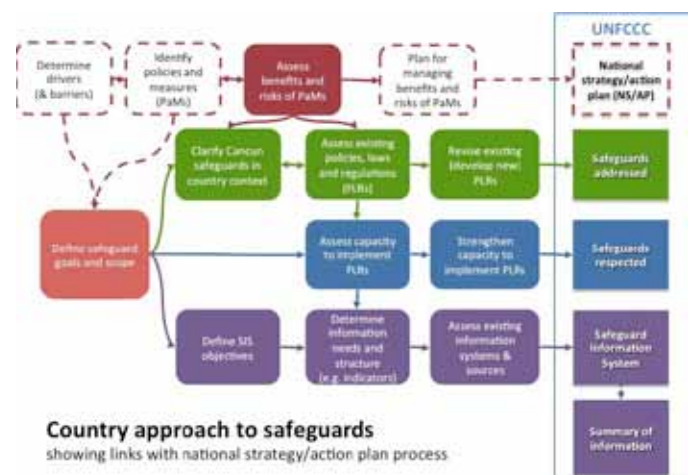 UNFCCC
Determine
drivers
(& barriers)
Identify
policies and
measures
(PaMs)
Assess
benefits and
risks of PaMs
Plan for
managing
benefits and
risks of PaMs
National
strategy/action
plan (NS/AP)
Clarify Cancun
safeguards in
country context
Assess existing
policies, laws
and regulations
(PLRs)
Revise existing
(develop new)
PLRs
Safeguards
addressed
Define safeguard
goals and scope
Assess capacity
to implement
PLRs
Strengthen
capacity to
implement PLRs
Safeguards
respected
Define SIS
objectives
Determine
information
needs and
structure
(e.g. indicators)
Assess existing
information
systems &
sources
Safeguard
Information
System
Summary of
information
Country approach to safeguards
showing links with national strategy/action plan process